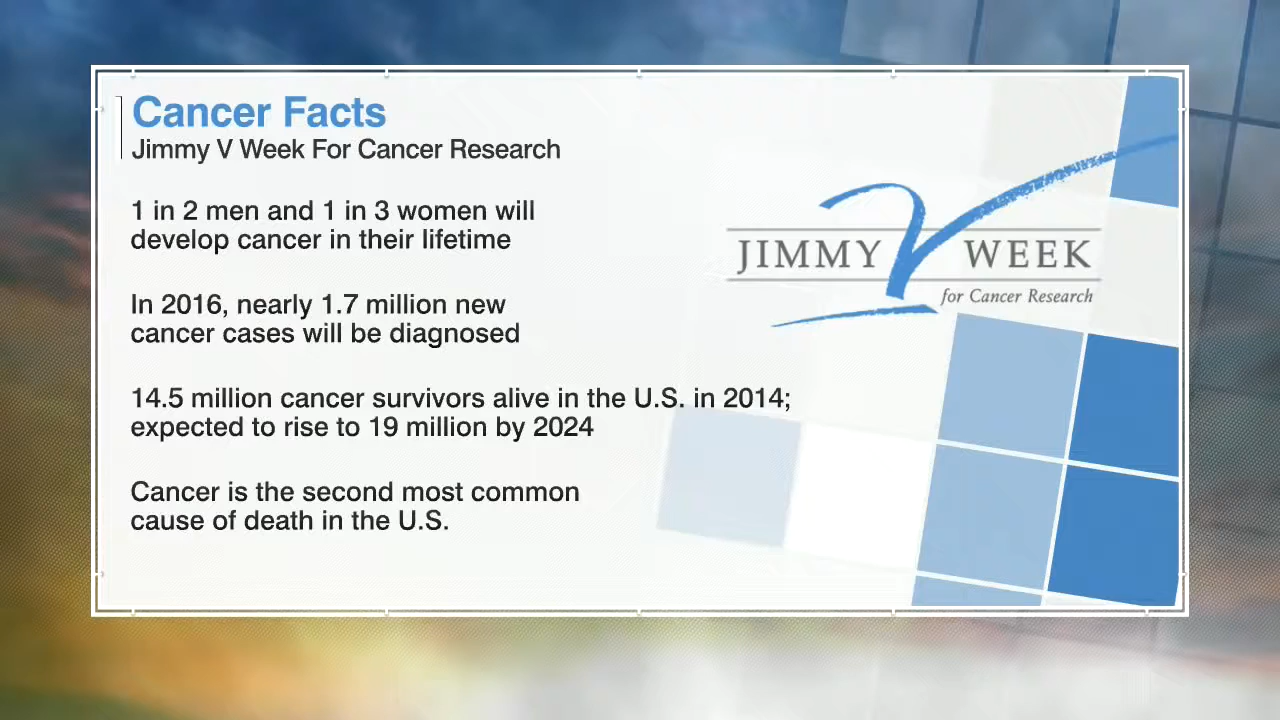 Cancer Facts
Jimmy V Week For Cancer Research
1 in 2 men and 1 in 3 women will
develop cancer in their lifetime
In 2016, nearly 1.7 million new
cancer cases will be diagnosed
14.5 million cancer survivors alive in the U.S. in 2014;
expected to rise to 19 million by 2024
Cancer is the second most common
cause of death in the U.S.
JIMMY V WEEK
for Cancer Research